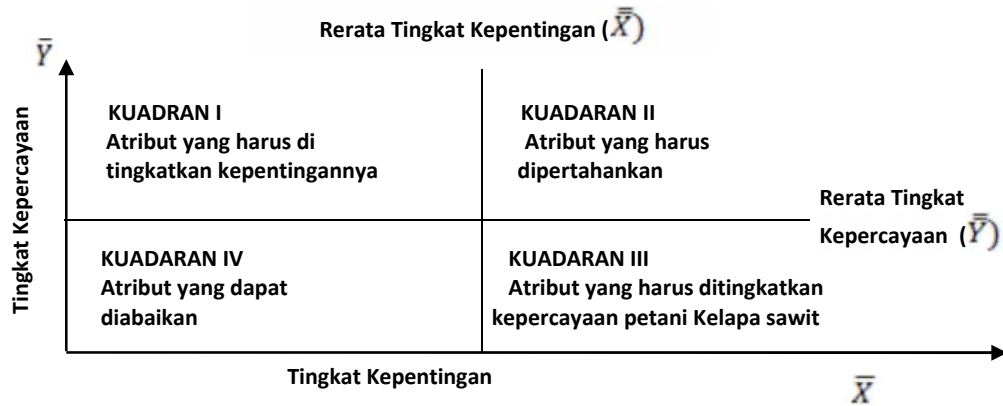 Rerata Tingkat Kepentingan (X̿)
Y̅
Tingkat Kepercayaan
KUADRAN I
Atribut yang harus di
tingkatkan kepentingannya
KUADARAN II
Atribut yang harus
dipertahankan
Rerata Tingkat
Kepercayaan (Y̿)
KUADARAN IV
Atribut yang dapat
diabaikan
KUADARAN III
Atribut yang harus ditingkatkan
kepercayaan petani Kelapa sawit
Tingkat Kepentingan
X̅